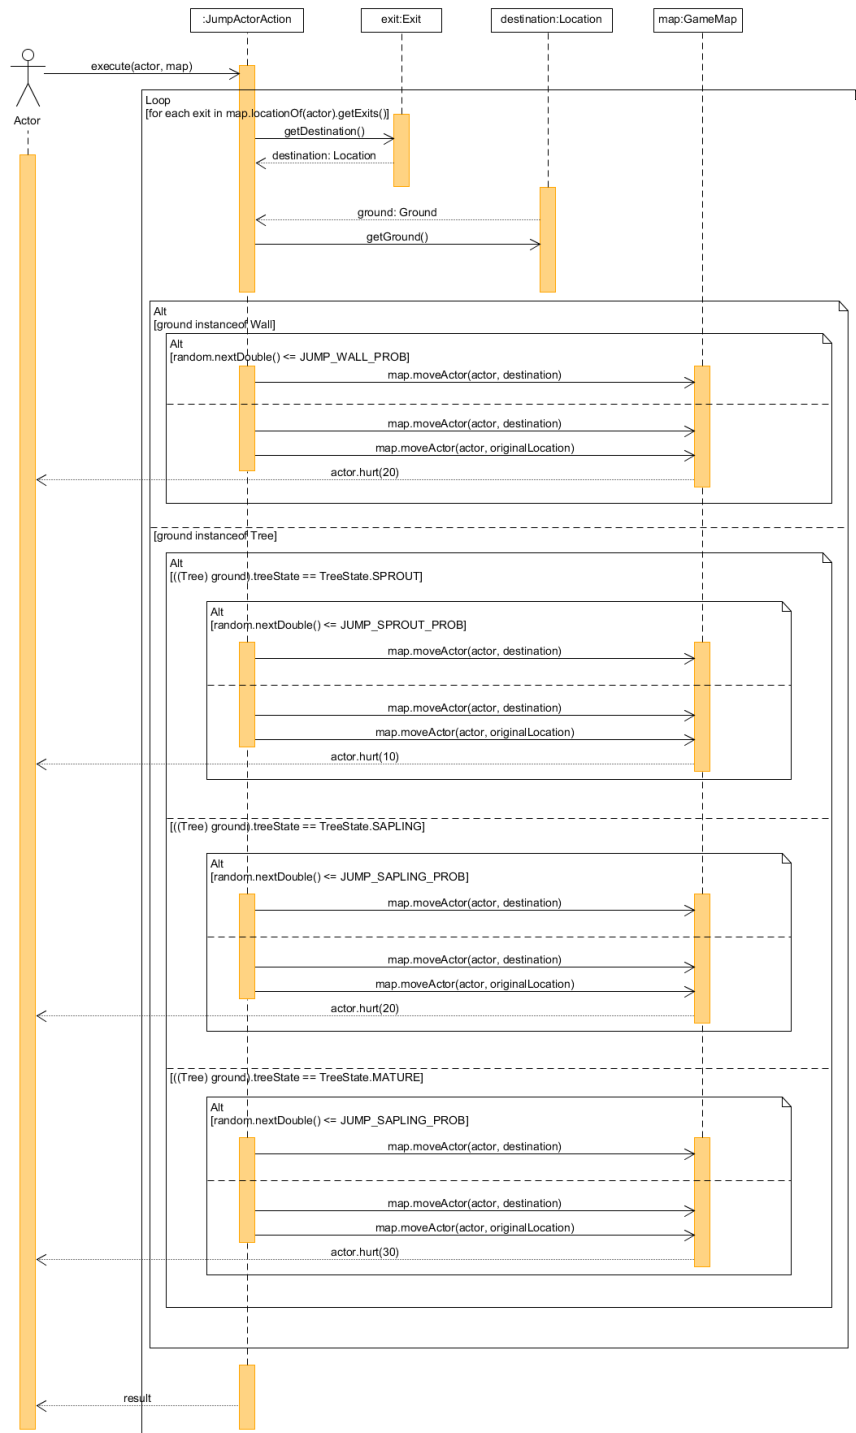 :JumpActorAction
exit:Exit
destination:Location
map:GameMap
execute(actor, map)
Actor
Loop
[for each exit in map.locationOf(actor).getExits()]
getDestination()
destination: Location
ground: Ground
getGround()
Alt
[ground instanceof Wall]
Alt
[random.nextDouble() <= JUMP_WALL_PROB]
map.moveActor(actor, destination)
map.moveActor(actor, destination)
map.moveActor(actor, originalLocation)
actor.hurt(20)
[ground instanceof Tree]
Alt
[((Tree) ground).treeState == TreeState.SPROUT]
Alt
[random.nextDouble() <= JUMP_SPROUT_PROB]
map.moveActor(actor, destination)
map.moveActor(actor, destination)
map.moveActor(actor, originalLocation)
actor.hurt(10)
[((Tree) ground).treeState == TreeState.SAPLING]
Alt
[random.nextDouble() <= JUMP_SAPLING_PROB]
map.moveActor(actor, destination)
map.moveActor(actor, destination)
map.moveActor(actor, originalLocation)
actor.hurt(20)
[((Tree) ground).treeState == TreeState.MATURE]
Alt
[random.nextDouble() <= JUMP_SAPLING_PROB]
map.moveActor(actor, destination)
map.moveActor(actor, destination)
map.moveActor(actor, originalLocation)
actor.hurt(30)
result